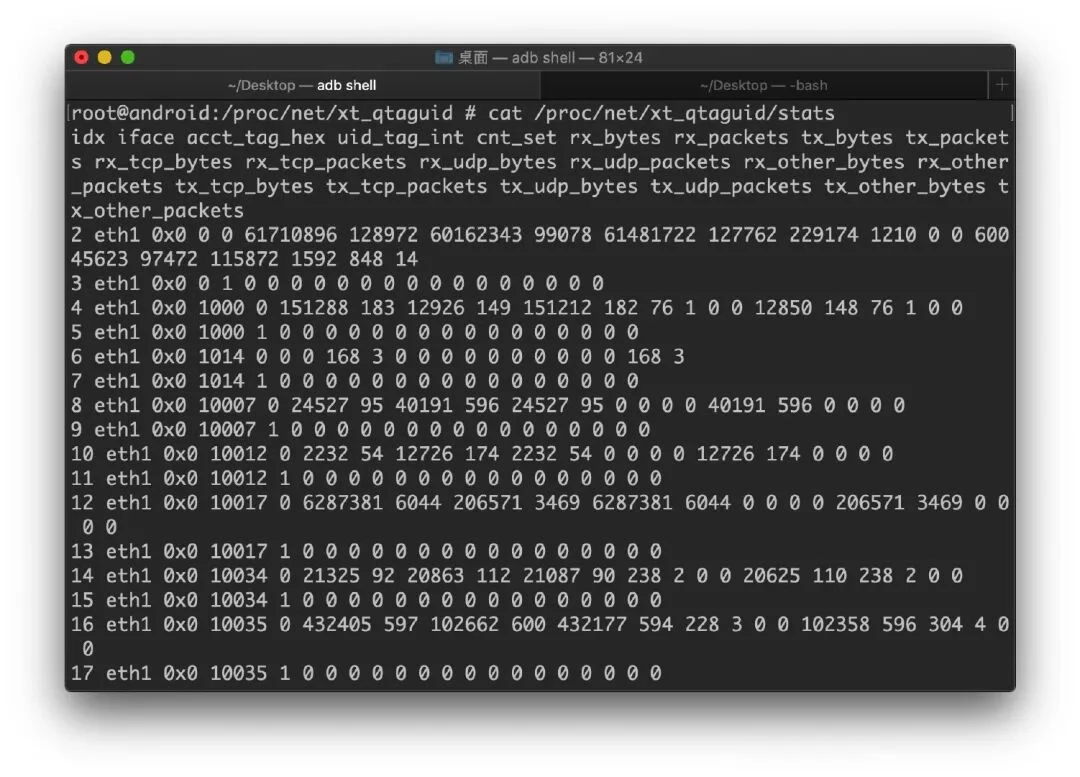 桌面 — adb shell — 81×24
~/Desktop — adb shell
~/Desktop — -bash
[root@android:/proc/net/xt_qtaguid # cat /proc/net/xt_qtaguid/stats ]
idx iface acct_tag_hex uid_tag_int cnt_set rx_bytes rx_packets tx_bytes tx_packet
s rx_tcp_bytes rx_tcp_packets rx_udp_bytes rx_udp_packets rx_other_bytes rx_other
_packets tx_tcp_bytes tx_tcp_packets tx_udp_bytes tx_udp_packets tx_other_bytes t
x_other_packets
2 eth1 0x0 0 0 61710896 128972 60162343 99078 61481722 127762 229174 1210 0 0 600
45623 97472 115872 1592 848 14
3 eth1 0x0 0 1 0 0 0 0 0 0 0 0 0 0 0 0 0 0 0 0
4 eth1 0x0 1000 0 151288 183 12926 149 151212 182 76 1 0 0 12850 148 76 1 0 0
5 eth1 0x0 1000 1 0 0 0 0 0 0 0 0 0 0 0 0 0 0 0 0
6 eth1 0x0 1014 0 0 0 168 3 0 0 0 0 0 0 0 0 0 0 168 3
7 eth1 0x0 1014 1 0 0 0 0 0 0 0 0 0 0 0 0 0 0 0 0
8 eth1 0x0 10007 0 24527 95 40191 596 24527 95 0 0 0 0 40191 596 0 0 0 0
9 eth1 0x0 10007 1 0 0 0 0 0 0 0 0 0 0 0 0 0 0 0 0
10 eth1 0x0 10012 0 2232 54 12726 174 2232 54 0 0 0 0 12726 174 0 0 0 0
11 eth1 0x0 10012 1 0 0 0 0 0 0 0 0 0 0 0 0 0 0 0 0
12 eth1 0x0 10017 0 6287381 6044 206571 3469 6287381 6044 0 0 0 0 206571 3469 0 0
 0 0
13 eth1 0x0 10017 1 0 0 0 0 0 0 0 0 0 0 0 0 0 0 0 0
14 eth1 0x0 10034 0 21325 92 20863 112 21087 90 238 2 0 0 20625 110 238 2 0 0
15 eth1 0x0 10034 1 0 0 0 0 0 0 0 0 0 0 0 0 0 0 0 0
16 eth1 0x0 10035 0 432405 597 102662 600 432177 594 228 3 0 0 102358 596 304 4 0
 0
17 eth1 0x0 10035 1 0 0 0 0 0 0 0 0 0 0 0 0 0 0 0 0